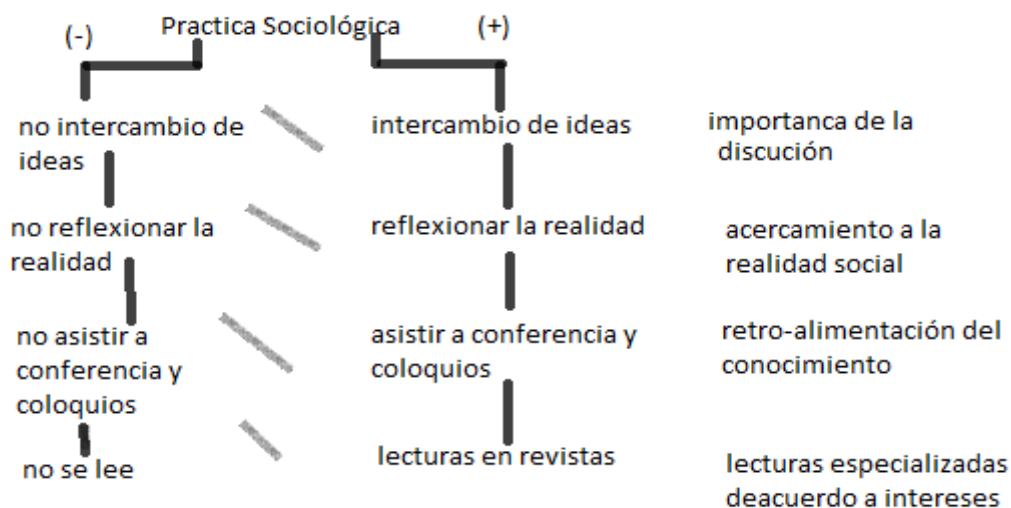 Practica Sociológica
(-)
(+)
no intercambio de
ideas
intercambio de ideas
importanca de la
discución
no reflexionar la
realidad
reflexionar la realidad
acercamiento a la
realidad social
no asistir a
conferencia y
coloquios
asistir a conferencia y
coloquios
retro-alimentación del
conocimiento
no se lee
lecturas en revistas
lecturas especializadas
deacuerdo a intereses